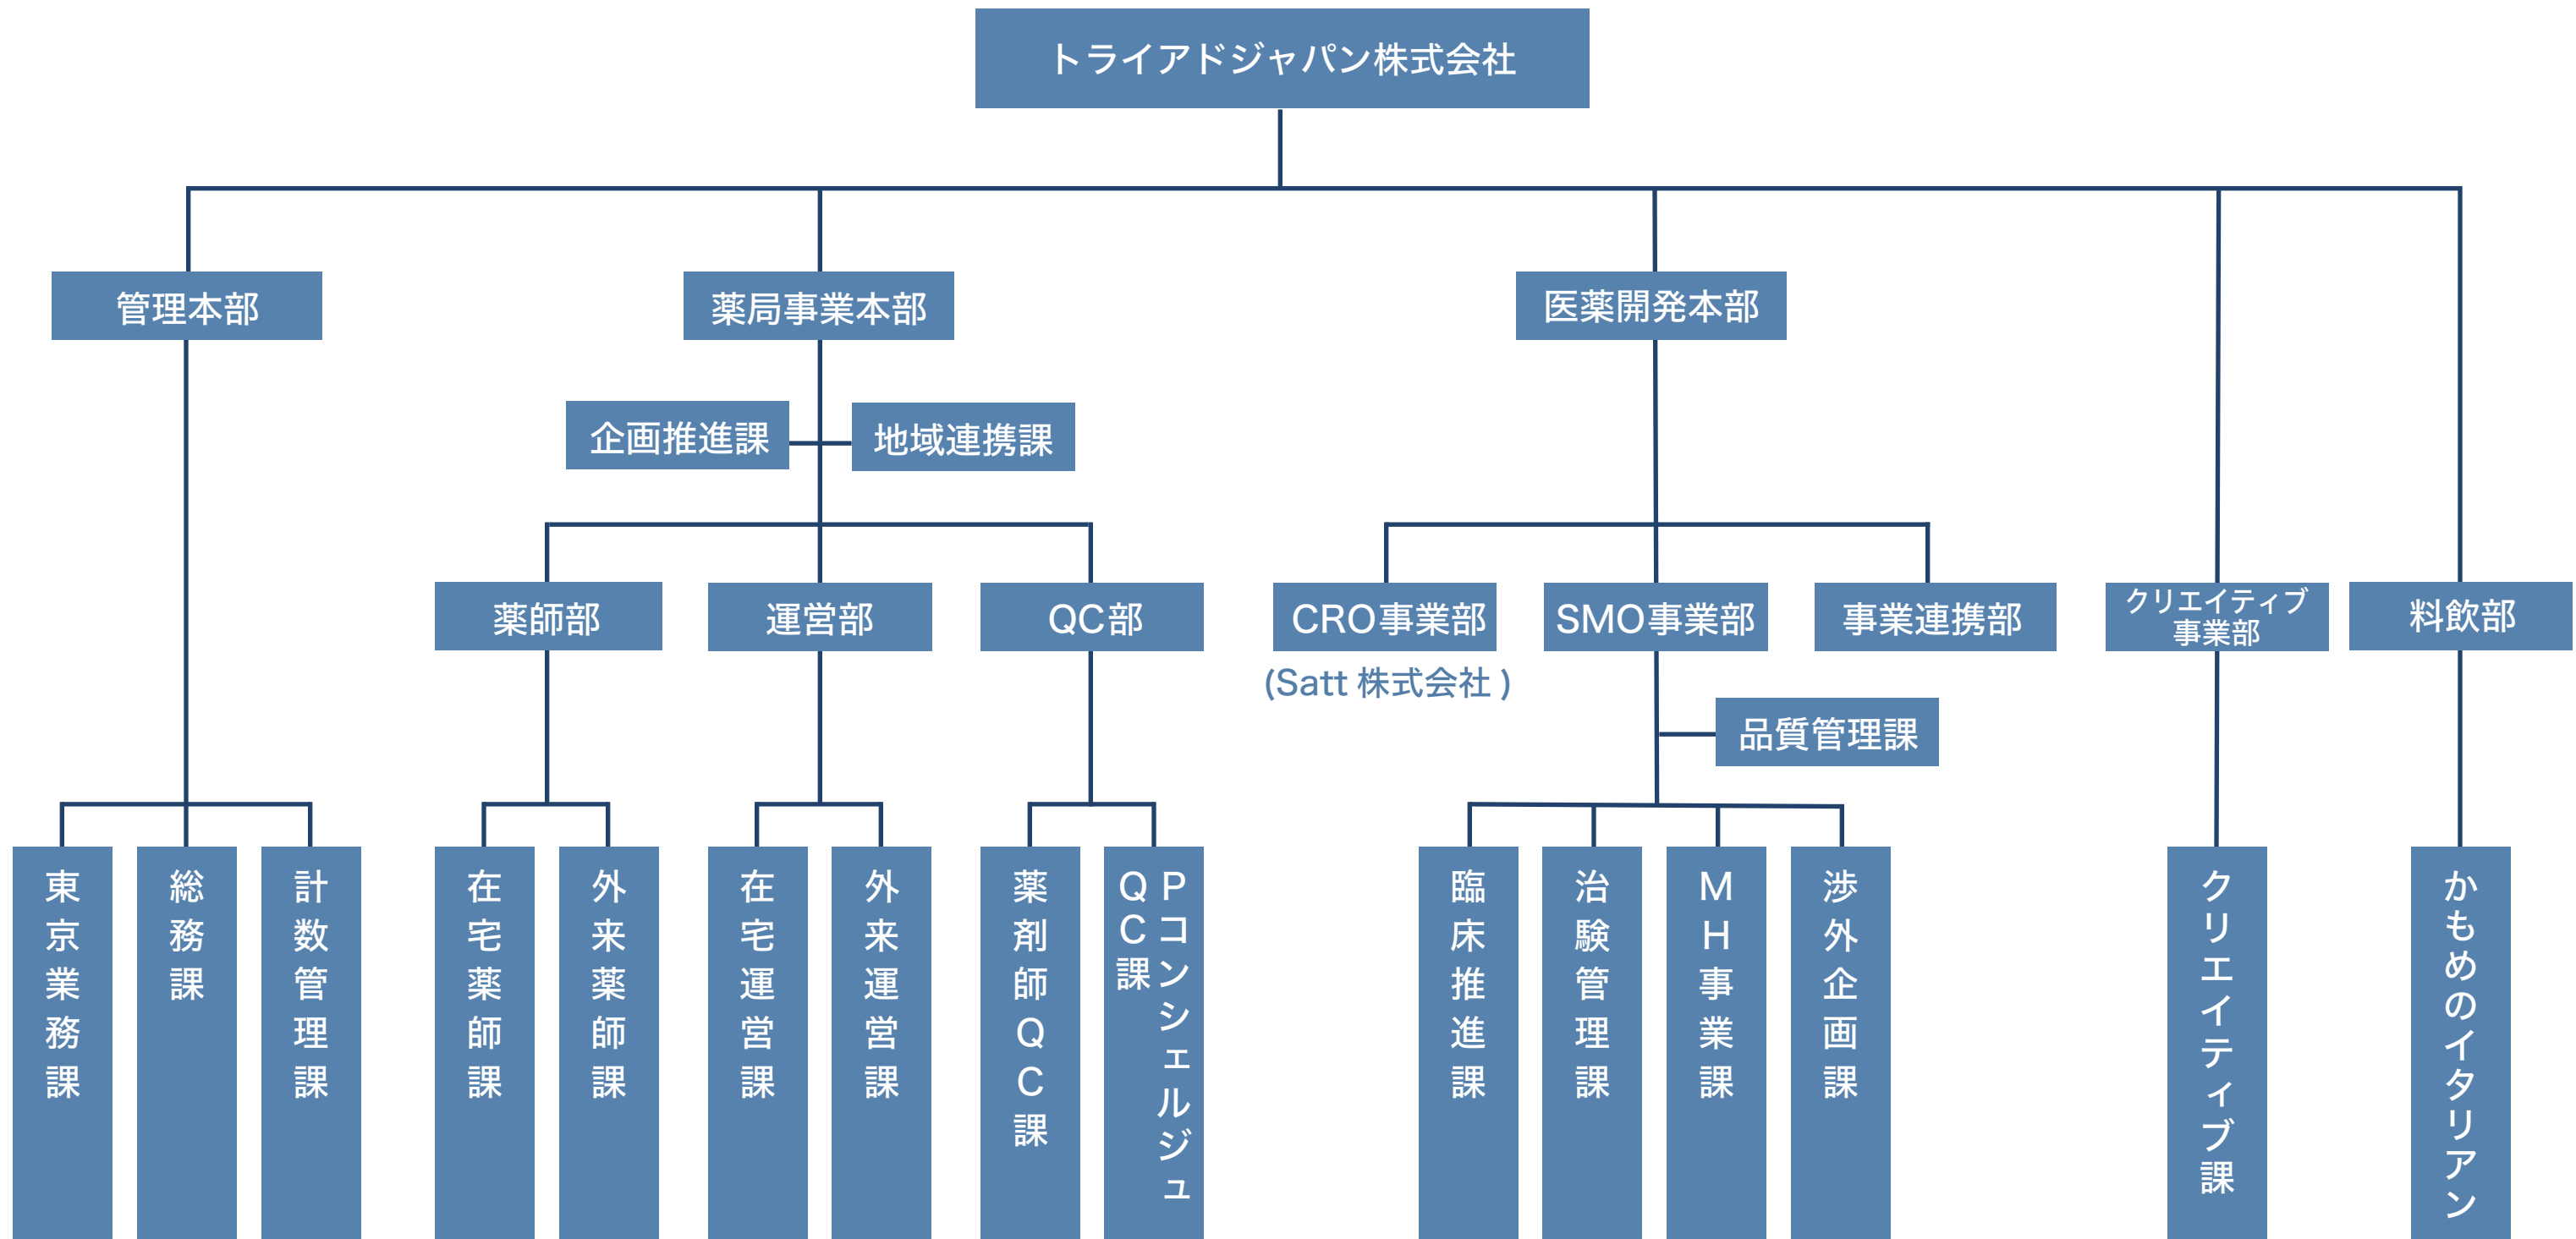 トライアドジャパン株式会社
管理本部
薬局事業本部
医薬開発本部
企画推進課
地域連携課
薬師部
運営部
QC部
CRO事業部
SMO事業部
事業連携部
クリエイティブ
事業部
料飲部
(Satt 株式会社 )
品質管理課
東京業務課
総務課
計数管理課
在宅薬師課
外来薬師課
在宅運営課
外来運営課
薬剤師QC課
Pコンシェルジュ
QC課
臨床推進課
治験管理課
MH事業課
渉外企画課
クリエイティブ課
かもめのイタリアン